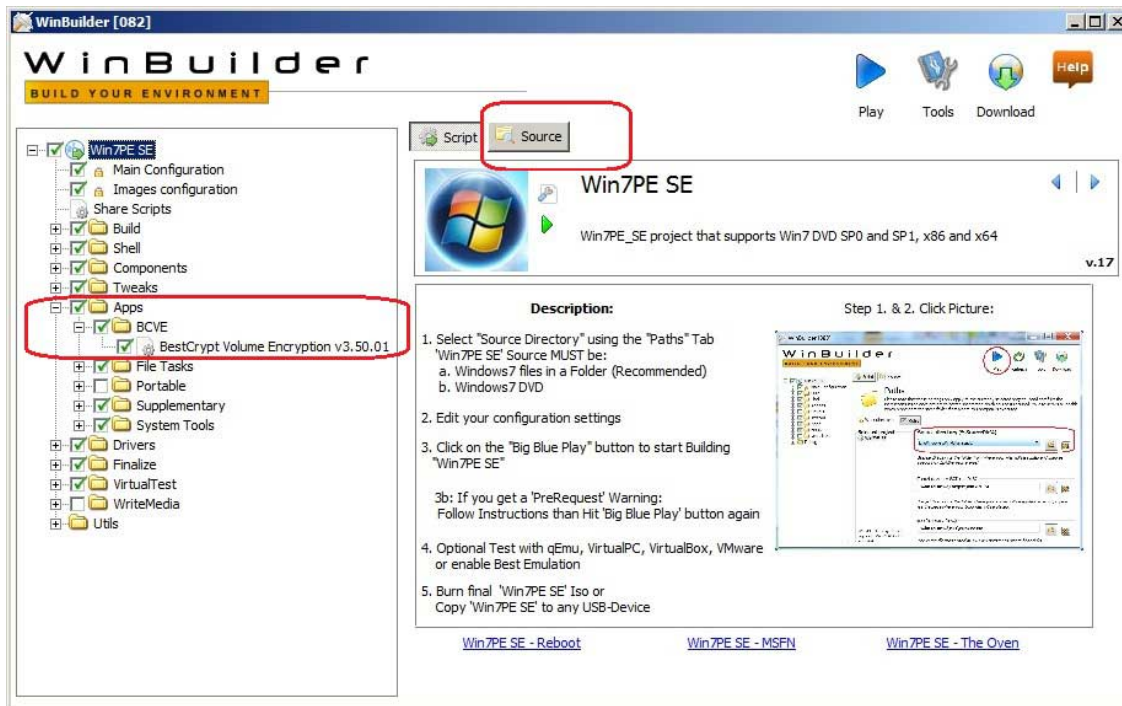 WinBuilder [082]
WinBuilder
BUILD YOUR ENVIRONMENT
Play
Tools
Download
Help
Win7PE SE
Main Configuration
Images configuration
Share Scripts
Build
Shell
Components
Tweaks
Apps
BCVE
BestCrypt Volume Encryption v3.50.01
File Tasks
Portable
Supplementary
System Tools
Drivers
Finalize
VirtualTest
WriteMedia
Utils
Script
Source
Win7PE SE
Win7PE_SE project that supports Win7 DVD SP0 and SP1, x86 and x64
v.17
Description:
1. Select "Source Directory" using the "Paths" Tab
'Win7PE SE' Source MUST be:
a. Windows7 files in a Folder (Recommended)
b. Windows7 DVD
2. Edit your configuration settings
3. Click on the "Big Blue Play" button to start Building
"Win7PE SE"
3b: If you get a 'PreRequest' Warning:
Follow Instructions than Hit 'Big Blue Play' button again
4. Optional Test with qEmu, VirtualPC, VirtualBox, VMware
or enable Best Emulation
5. Burn final 'Win7PE SE' Iso or
Copy 'Win7PE SE' to any USB-Device
Step 1. & 2. Click Picture:
WinBuilder
Paths
Win7PE SE - Reboot
Win7PE SE - MSFN
Win7PE SE - The Oven